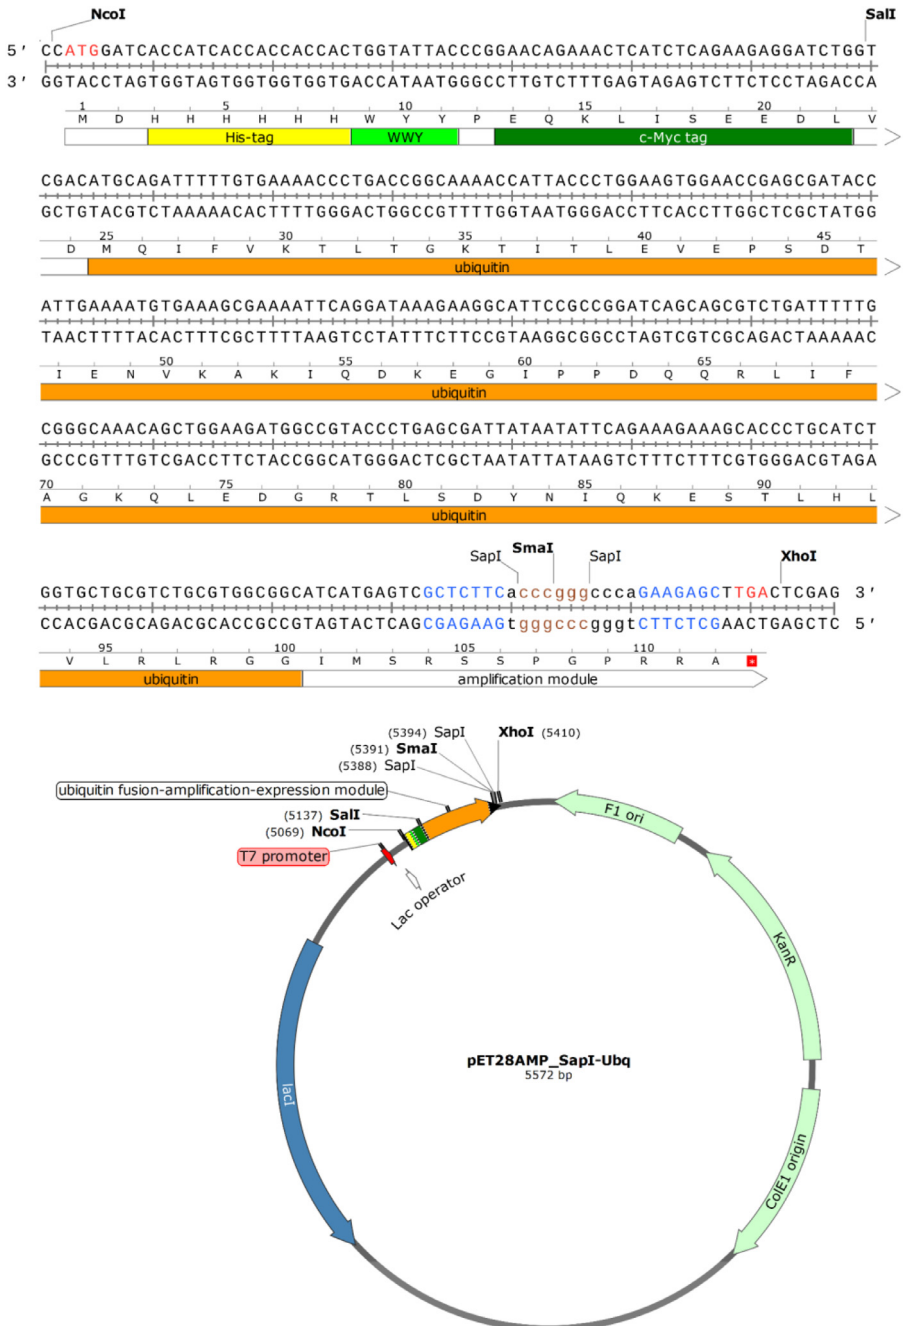 NcoI SalI
5′ CCATGGATCACCATCACCACCACCACTGGTATTACCCGGAACAGAAACTCATCTCAGAAGAGGATCTGGT
3′ GGTACCTAGTGGTAGTGGTGGTGGTGACCATAATGGGCCTTGTCTTTGAGTAGAGTCTTCTCCTAGACCA
1 5 10 15 20
M D H H H H H H W Y Y P E Q K L I S E E D L V
His-tag WWY c-Myc tag
CGACATGCAGATTTTTGTGAAAACCCTGACCGGCAAAACCATTACCCTGGAAGTGGAACCGAGCGATACC
GCTGTACGTCTAAAAACACTTTTGGGACTGGCCGTTTTGGTAATGGGACCTTCACCTTGGCTCGCTATGG
25 30 35 40 45
D M Q I F V K T L T G K T I T L E V E P S D T
ubiquitin
ATTGAAAATGTGAAAGCGAAAATTCAGGATAAAGAAGGCATTCCGCCGGATCAGCAGCGTCTGATTTTTG
TAACTTTTACACTTTCGCTTTTAAGTCCTATTTCTTCCGTAAGGCGGCCTAGTCGTCGCAGACTAAAAAC
50 55 60 65
I E N V K A K I Q D K E G I P P D Q Q R L I F
ubiquitin
CGGGCAAACAGCTGGAAGATGGCCGTACCCTGAGCGATTATAATATTCAGAAAGAAAGCACCCTGCATCT
GCCCGTTTGTCGACCTTCTACCGGCATGGGACTCGCTAATATTATAAGTCTTTCTTTCGTGGGACGTAGA
70 75 80 85 90
A G K Q L E D G R T L S D Y N I Q K E S T L H L
ubiquitin
SapI SmaI SapI XhoI
GGTGCTGCGTCTGCGTGGCGGCATCATGAGTCGCTCTTCacccgggcccaGAAGAGCTTGACTCGAG 3′
CCACGACGCAGACGCACCGCCGTAGTACTCAGCGAGAAGtgggcccgggtCTTCTCGAACTGAGCTC 5′
95 100 105 110
V L R L R G G I M S R S S P G P R R A *
ubiquitin amplification module
(5394) SapI XhoI (5410)
(5391) SmaI
(5388) SapI
ubiquitin fusion-amplification-expression module
(5137) SalI
(5069) NcoI
T7 promoter
Lac operator
F1 ori
KanR
lacI
pET28AMP_SapI-Ubq
5572 bp
ColE1 origin